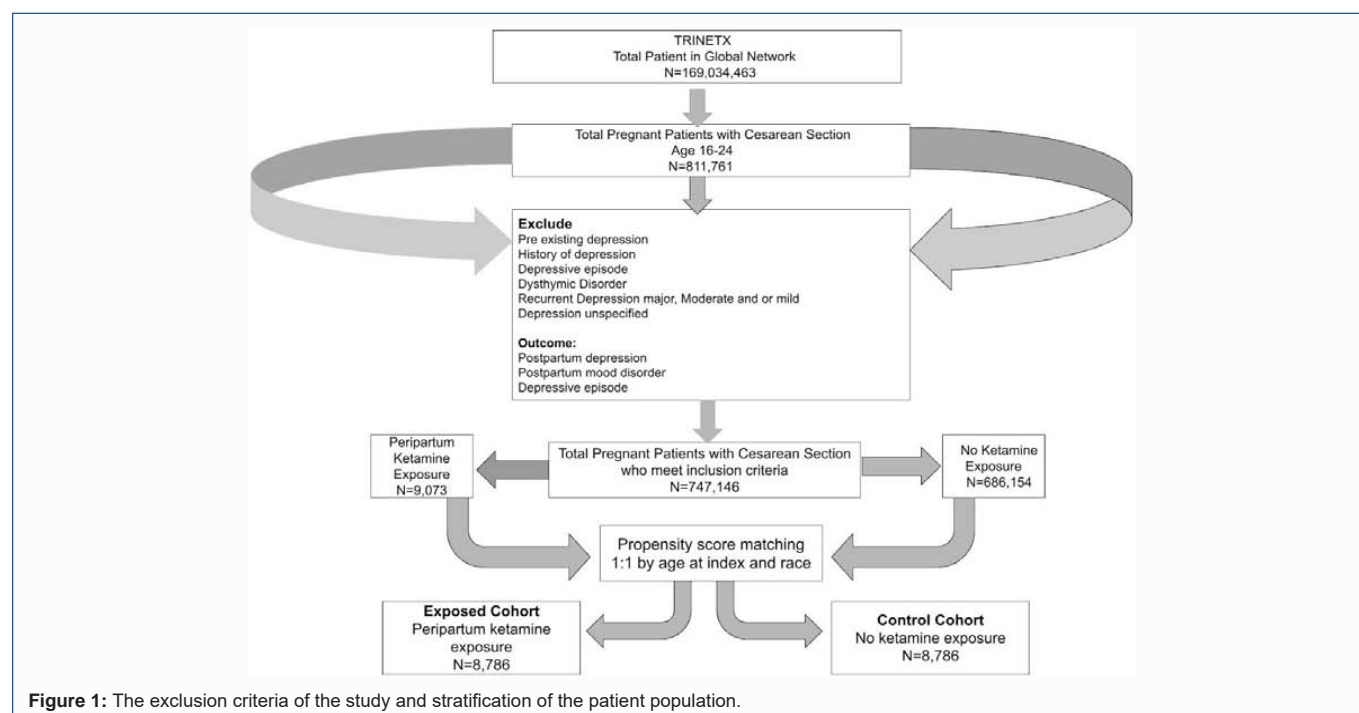 TRINETX
Total Patient in Global Network
N=169,034,463
Total Pregnant Patients with Cesarean Section
Age 16-24
N=811,761
Exclude
Pre existing depression
History of depression
Depressive episode
Dysthymic Disorder
Recurrent Depression major, Moderate and or mild
Depression unspecified
Outcome:
Postpartum depression
Postpartum mood disorder
Depressive episode
Peripartum
Ketamine
Exposure
N=9,073
Total Pregnant Patients with Cesarean Section
who meet inclusion criteria
N=747,146
No Ketamine
Exposure
N=686,154
Propensity score matching
1:1 by age at index and race
Exposed Cohort
Peripartum ketamine
exposure
N=8,786
Control Cohort
No ketamine exposure
N=8,786
Figure 1: The exclusion criteria of the study and stratification of the patient population.